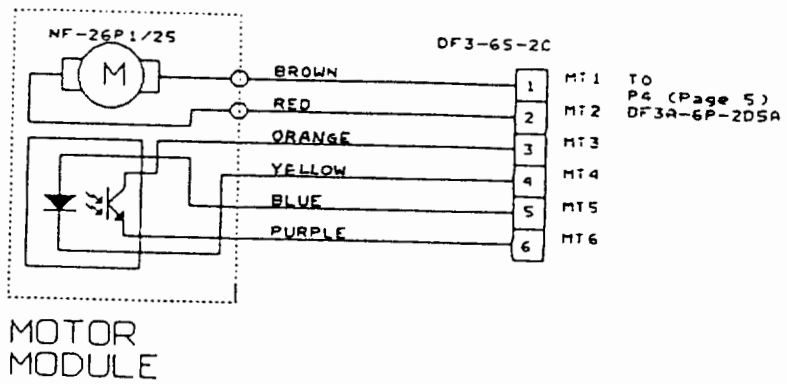 NF-26P1/25
DF3-6S-2C
M
BROWN 1 MT1 TO
P4 (Page 5)
RED 2 MT2 DF3A-6P-2DSA
ORANGE 3 MT3
YELLOW 4 MT4
BLUE 5 MT5
PURPLE 6 MT6
MOTOR
MODULE